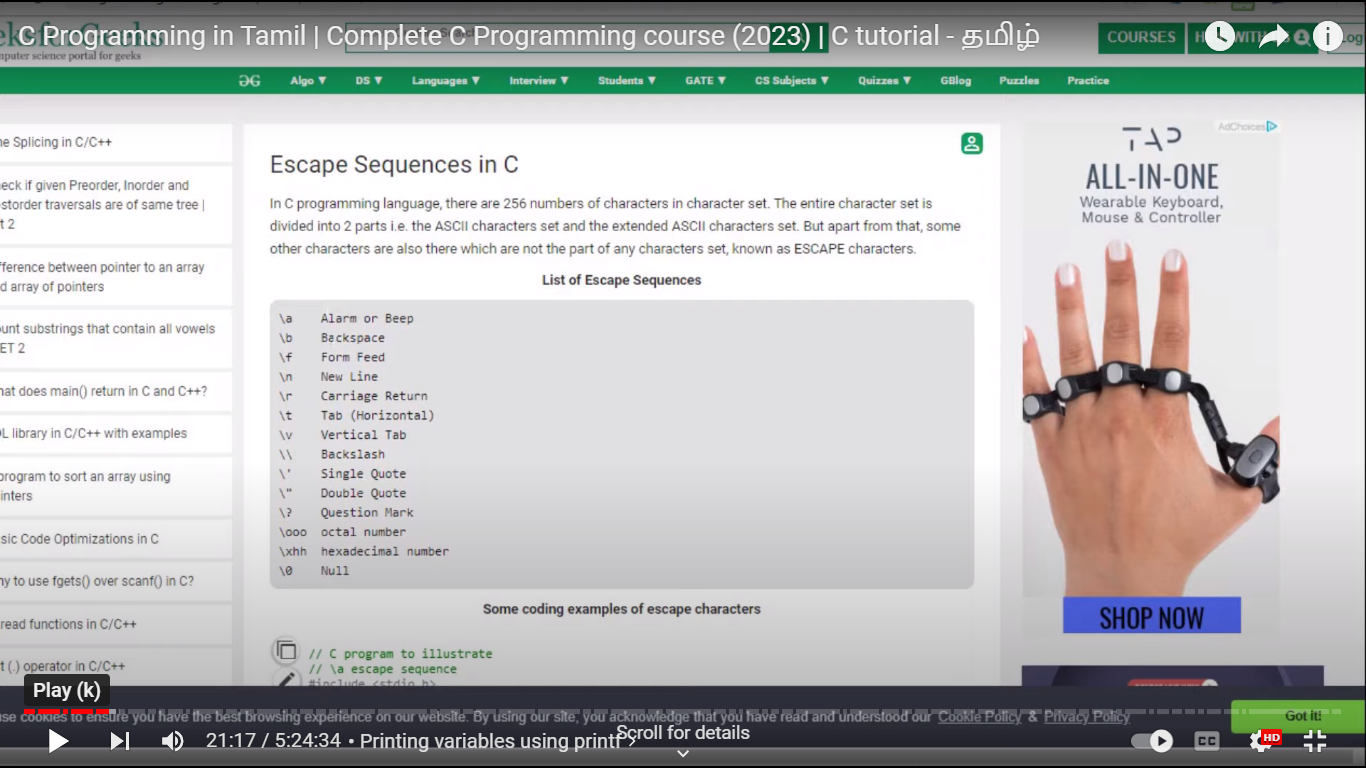 C Programming in Tamil | Complete C Programming course (2023) | C tutorial - தமிழ்
puter science portal for geeks
COURSES
Algo ▼ DS ▼ Languages ▼ Interview ▼ Students ▼ GATE ▼ CS Subjects ▼ Quizzes ▼ GBlog Puzzles Practice
ne Splicing in C/C++
eck if given Preorder, Inorder and
storder traversals are of same tree |
t 2
fference between pointer to an array
d array of pointers
unt substrings that contain all vowels
ET 2
hat does main() return in C and C++?
L library in C/C++ with examples
program to sort an array using
inters
sic Code Optimizations in C
hy to use fgets() over scanf() in C?
read functions in C/C++
t (.) operator in C/C++
Escape Sequences in C
In C programming language, there are 256 numbers of characters in character set. The entire character set is
divided into 2 parts i.e. the ASCII characters set and the extended ASCII characters set. But apart from that, some
other characters are also there which are not the part of any characters set, known as ESCAPE characters.
List of Escape Sequences
\a Alarm or Beep
\b Backspace
\f Form Feed
\n New Line
\r Carriage Return
\t Tab (Horizontal)
\v Vertical Tab
\\ Backslash
\' Single Quote
\" Double Quote
\? Question Mark
\ooo octal number
\xhh hexadecimal number
\0 Null
Some coding examples of escape characters
// C program to illustrate
// \a escape sequence
#include <stdio.h>
AdChoices
TAP
ALL-IN-ONE
Wearable Keyboard,
Mouse & Controller
SHOP NOW
Play (k)
use cookies to ensure you have the best browsing experience on our website. By using our site, you acknowledge that you have read and understood our Cookie Policy & Privacy Policy
Got it!
21:17 / 5:24:34 • Printing variables using printf >
Scroll for details
CC
HD